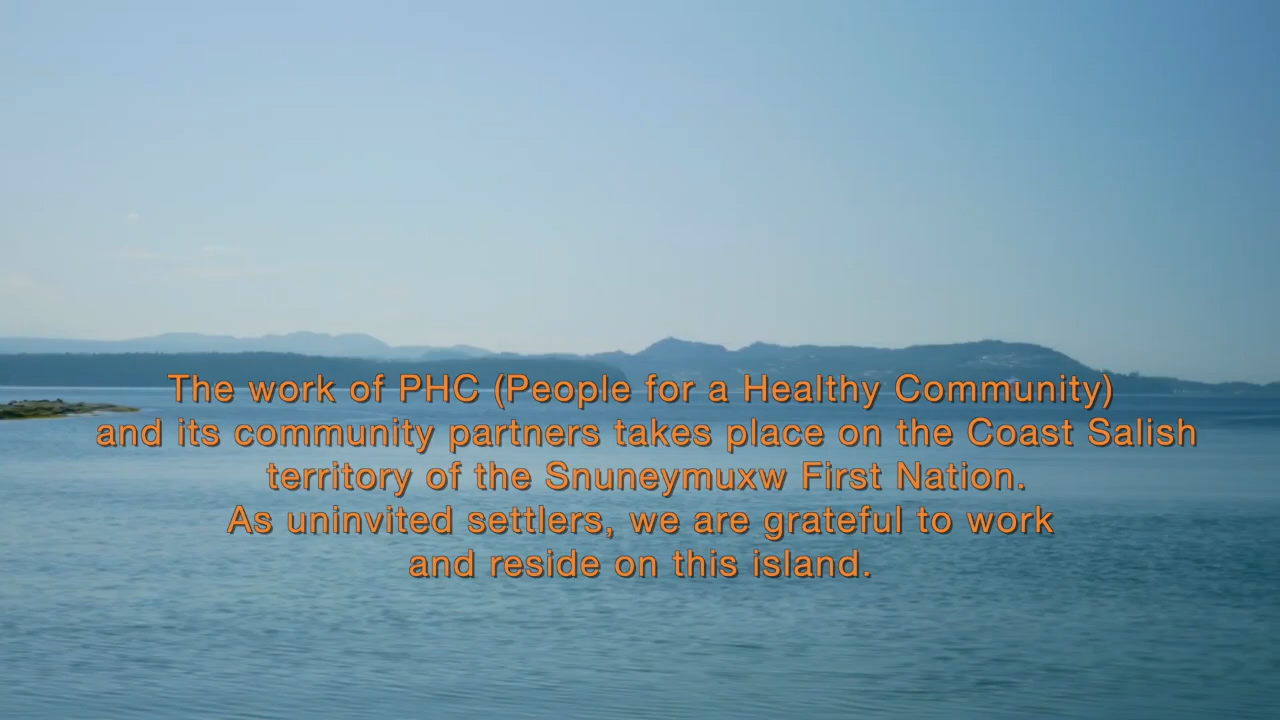 The work of PHC (People for a Healthy Community)
and its community partners takes place on the Coast Salish
territory of the Snuneymuxw First Nation.
As uninvited settlers, we are grateful to work
and reside on this island.